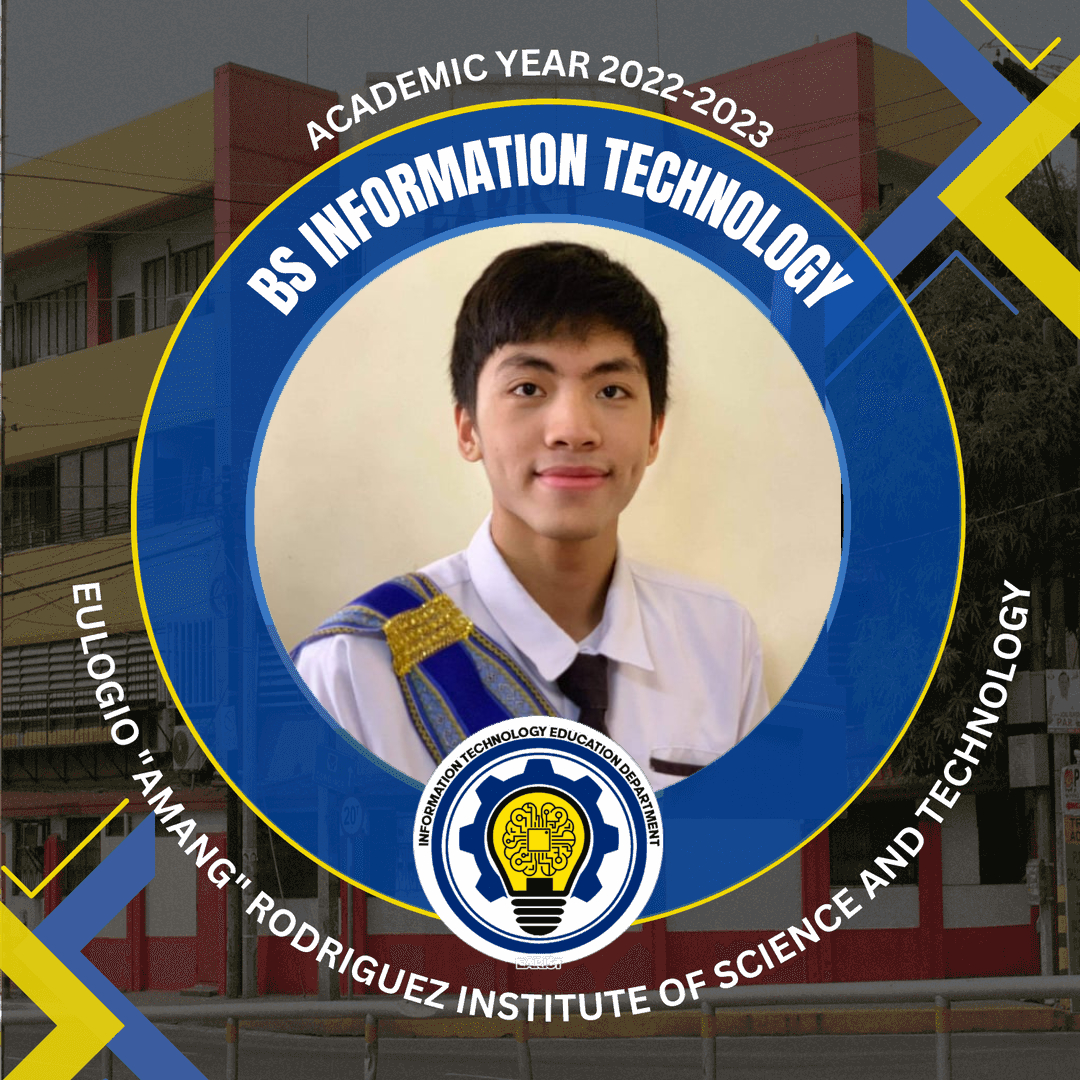 ACADEMIC YEAR 2022-2023
BS INFORMATION TECHNOLOGY
INFORMATION TECHNOLOGY EDUCATION DEPARTMENT
EARIST
EULOGIO "AMANG" RODRIGUEZ INSTITUTE OF SCIENCE AND TECHNOLOGY